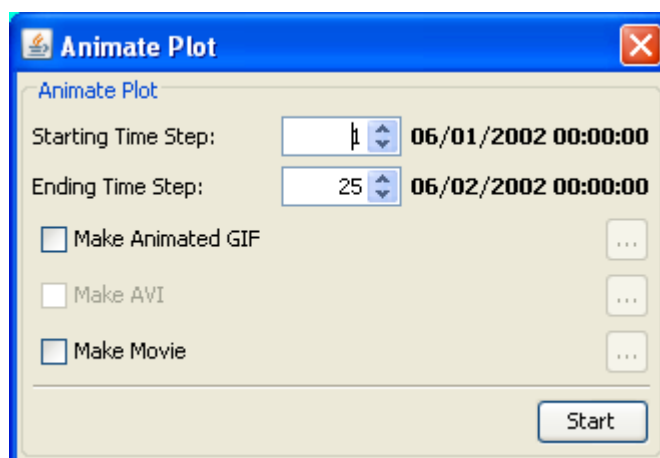 Animate Plot
Animate Plot
Starting Time Step: 1 06/01/2002 00:00:00
Ending Time Step: 25 06/02/2002 00:00:00
Make Animated GIF ...
Make AVI ...
Make Movie ...
Start